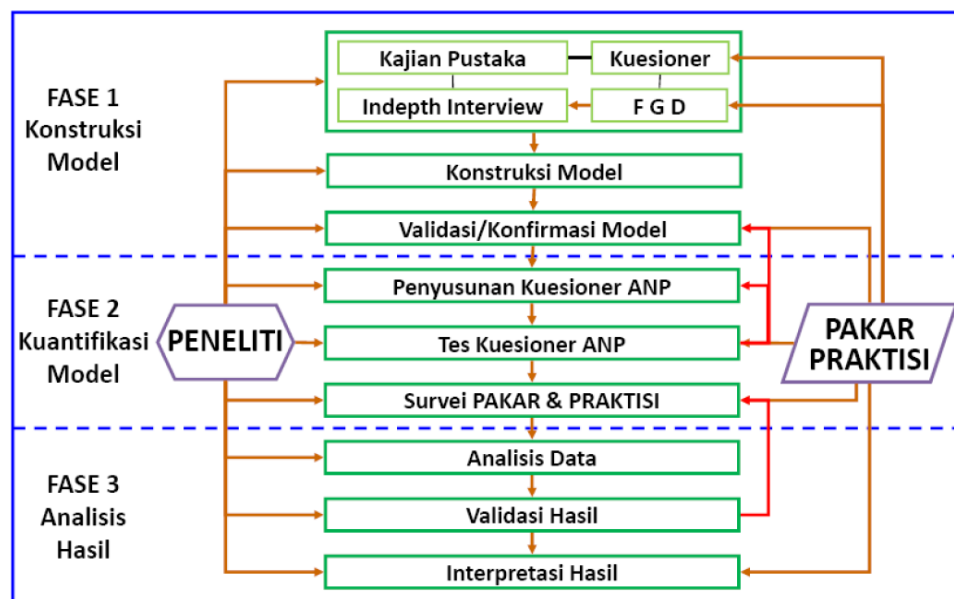 FASE 1
Konstruksi
Model
Kajian Pustaka
Kuesioner
Indepth Interview
F G D
Konstruksi Model
Validasi/Konfirmasi Model
FASE 2
Kuantifikasi
Model
PENELITI
Penyusunan Kuesioner ANP
Tes Kuesioner ANP
Survei PAKAR & PRAKTISI
PAKAR
PRAKTISI
FASE 3
Analisis
Hasil
Analisis Data
Validasi Hasil
Interpretasi Hasil